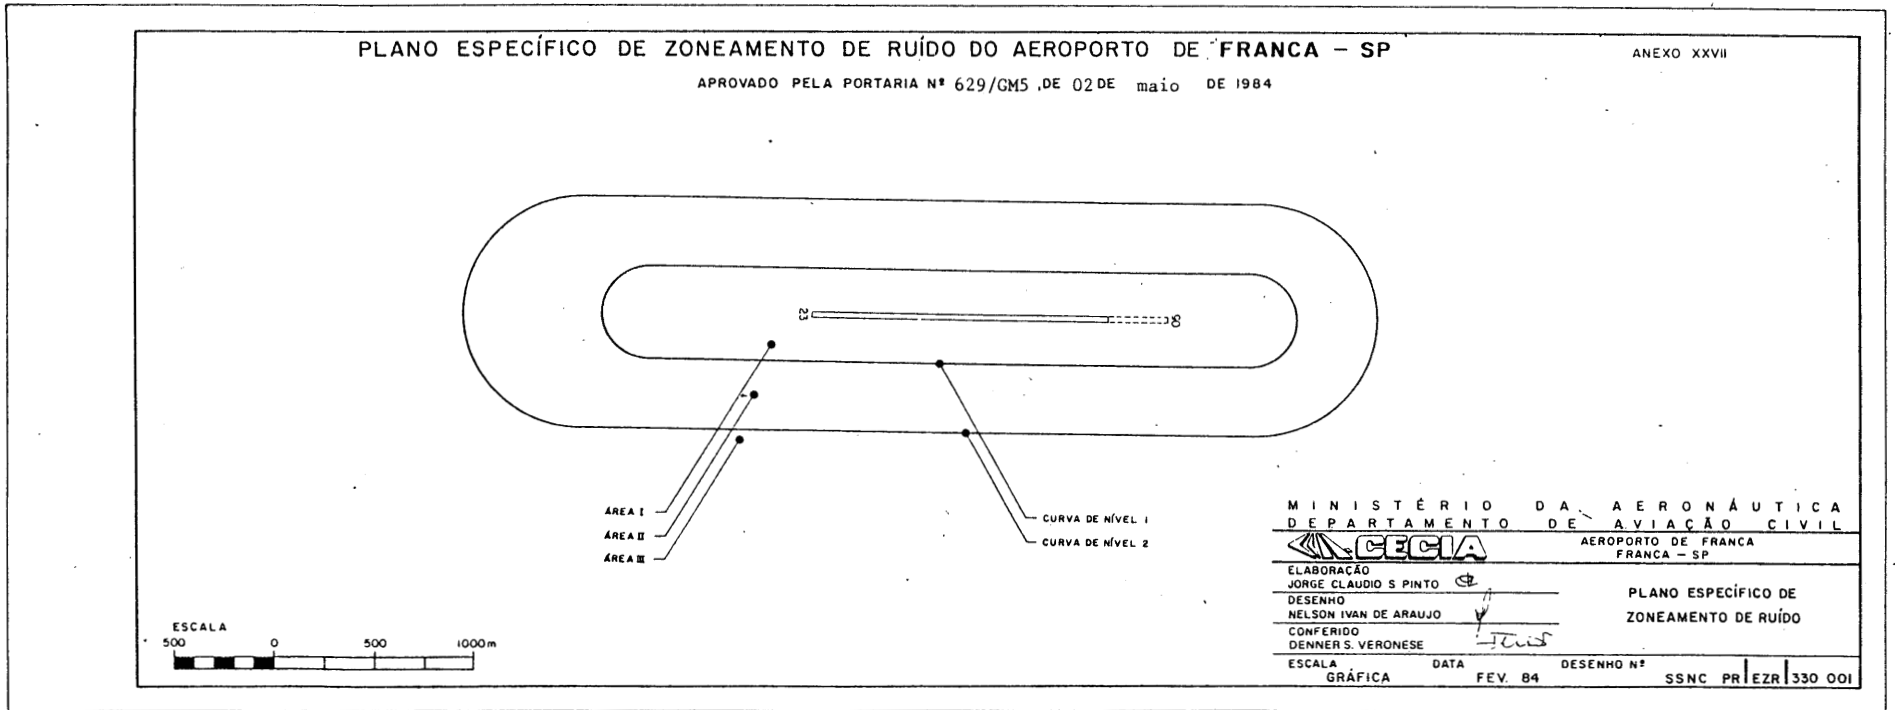 PLANO ESPECÍFICO DE ZONEAMENTO DE RUÍDO DO AEROPORTO DE FRANCA – SP
ANEXO XXVII
APROVADO PELA PORTARIA Nº 629/GM5, DE 02 DE maio DE 1984
23
ÁREA I
ÁREA II
ÁREA III
CURVA DE NÍVEL 1
CURVA DE NÍVEL 2
ESCALA
500 0 500 1000m
MINISTÉRIO DA AERONÁUTICA
DEPARTAMENTO DE AVIAÇÃO CIVIL
CECIA
AEROPORTO DE FRANCA
FRANCA – SP
ELABORAÇÃO
JORGE CLAUDIO S PINTO
DESENHO
NELSON IVAN DE ARAUJO
CONFERIDO
DENNER S. VERONESE
PLANO ESPECÍFICO DE
ZONEAMENTO DE RUÍDO
ESCALA
GRÁFICA
DATA
FEV. 84
DESENHO Nº
SSNC PR EZR 330 001